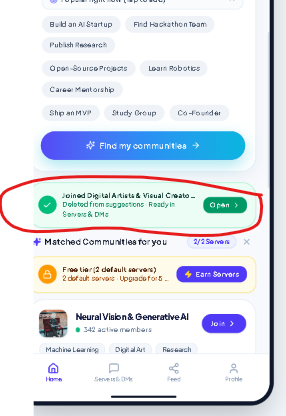 Build an AI Startup
Find Hackathon Team
Publish Research
Open-Source Projects
Learn Robotics
Career Mentorship
Ship an MVP
Study Group
Co-Founder
Find my communities →
Joined Digital Artists & Visual Creato...
Deleted from suggestions · Ready in
Servers & DMs
Open >
Matched Communities for you
2/2 Servers
Free tier (2 default servers)
2 default servers · Upgrade for 5 ...
Earn Servers
Neural Vision & Generative AI
342 active members
Join >
Machine Learning
Digital Art
Research
Home
Servers & DMs
Feed
Profile